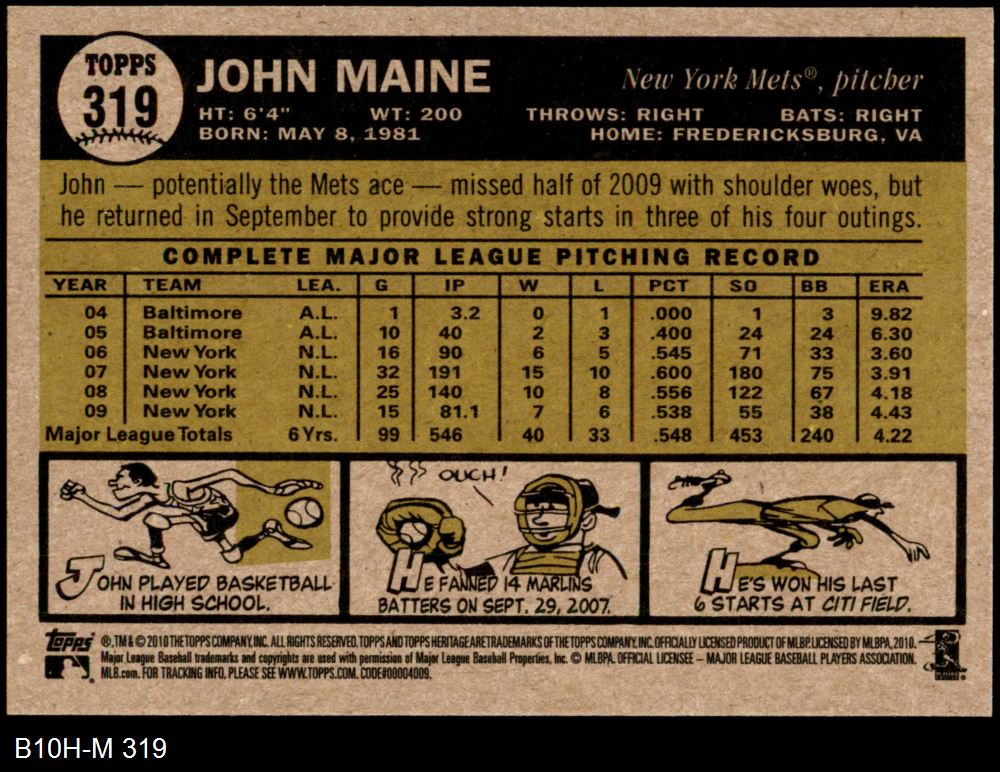 TOPPS
319
JOHN MAINE
New York Mets®, pitcher
HT: 6'4" WT: 200 THROWS: RIGHT BATS: RIGHT
BORN: MAY 8, 1981 HOME: FREDERICKSBURG, VA
John — potentially the Mets ace — missed half of 2009 with shoulder woes, but
he returned in September to provide strong starts in three of his four outings.
COMPLETE MAJOR LEAGUE PITCHING RECORD
YEAR TEAM LEA. G IP W L PCT SO BB ERA
04 Baltimore A.L. 1 3.2 0 1 .000 1 3 9.82
05 Baltimore A.L. 10 40 2 3 .400 24 24 6.30
06 New York N.L. 16 90 6 5 .545 71 33 3.60
07 New York N.L. 32 191 15 10 .600 180 75 3.91
08 New York N.L. 25 140 10 8 .556 122 67 4.18
09 New York N.L. 15 81.1 7 6 .538 55 38 4.43
Major League Totals 6 Yrs. 99 546 40 33 .548 453 240 4.22
JOHN PLAYED BASKETBALL
IN HIGH SCHOOL.
OUCH!
HE FANNED 14 MARLINS
BATTERS ON SEPT. 29, 2007.
HE'S WON HIS LAST
6 STARTS AT CITI FIELD.
topps ®, TM & © 2010 THE TOPPS COMPANY, INC. ALL RIGHTS RESERVED. TOPPS AND TOPPS HERITAGE ARE TRADEMARKS OF THE TOPPS COMPANY, INC. OFFICIALLY LICENSED PRODUCT OF MLBP. LICENSED BY MLBPA, 2010.
Major League Baseball trademarks and copyrights are used with permission of Major League Baseball Properties, Inc. © MLBPA. OFFICIAL LICENSEE – MAJOR LEAGUE BASEBALL PLAYERS ASSOCIATION.
MLB.com. FOR TRACKING INFO, PLEASE SEE WWW.TOPPS.COM. CODE#00004009.
B10H-M 319